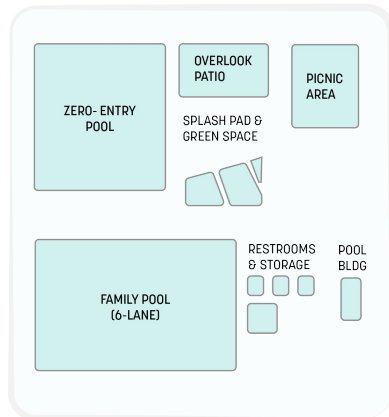 ZERO- ENTRY
POOL
OVERLOOK
PATIO
PICNIC
AREA
SPLASH PAD &
GREEN SPACE
FAMILY POOL
(6-LANE)
RESTROOMS
& STORAGE
POOL
BLDG